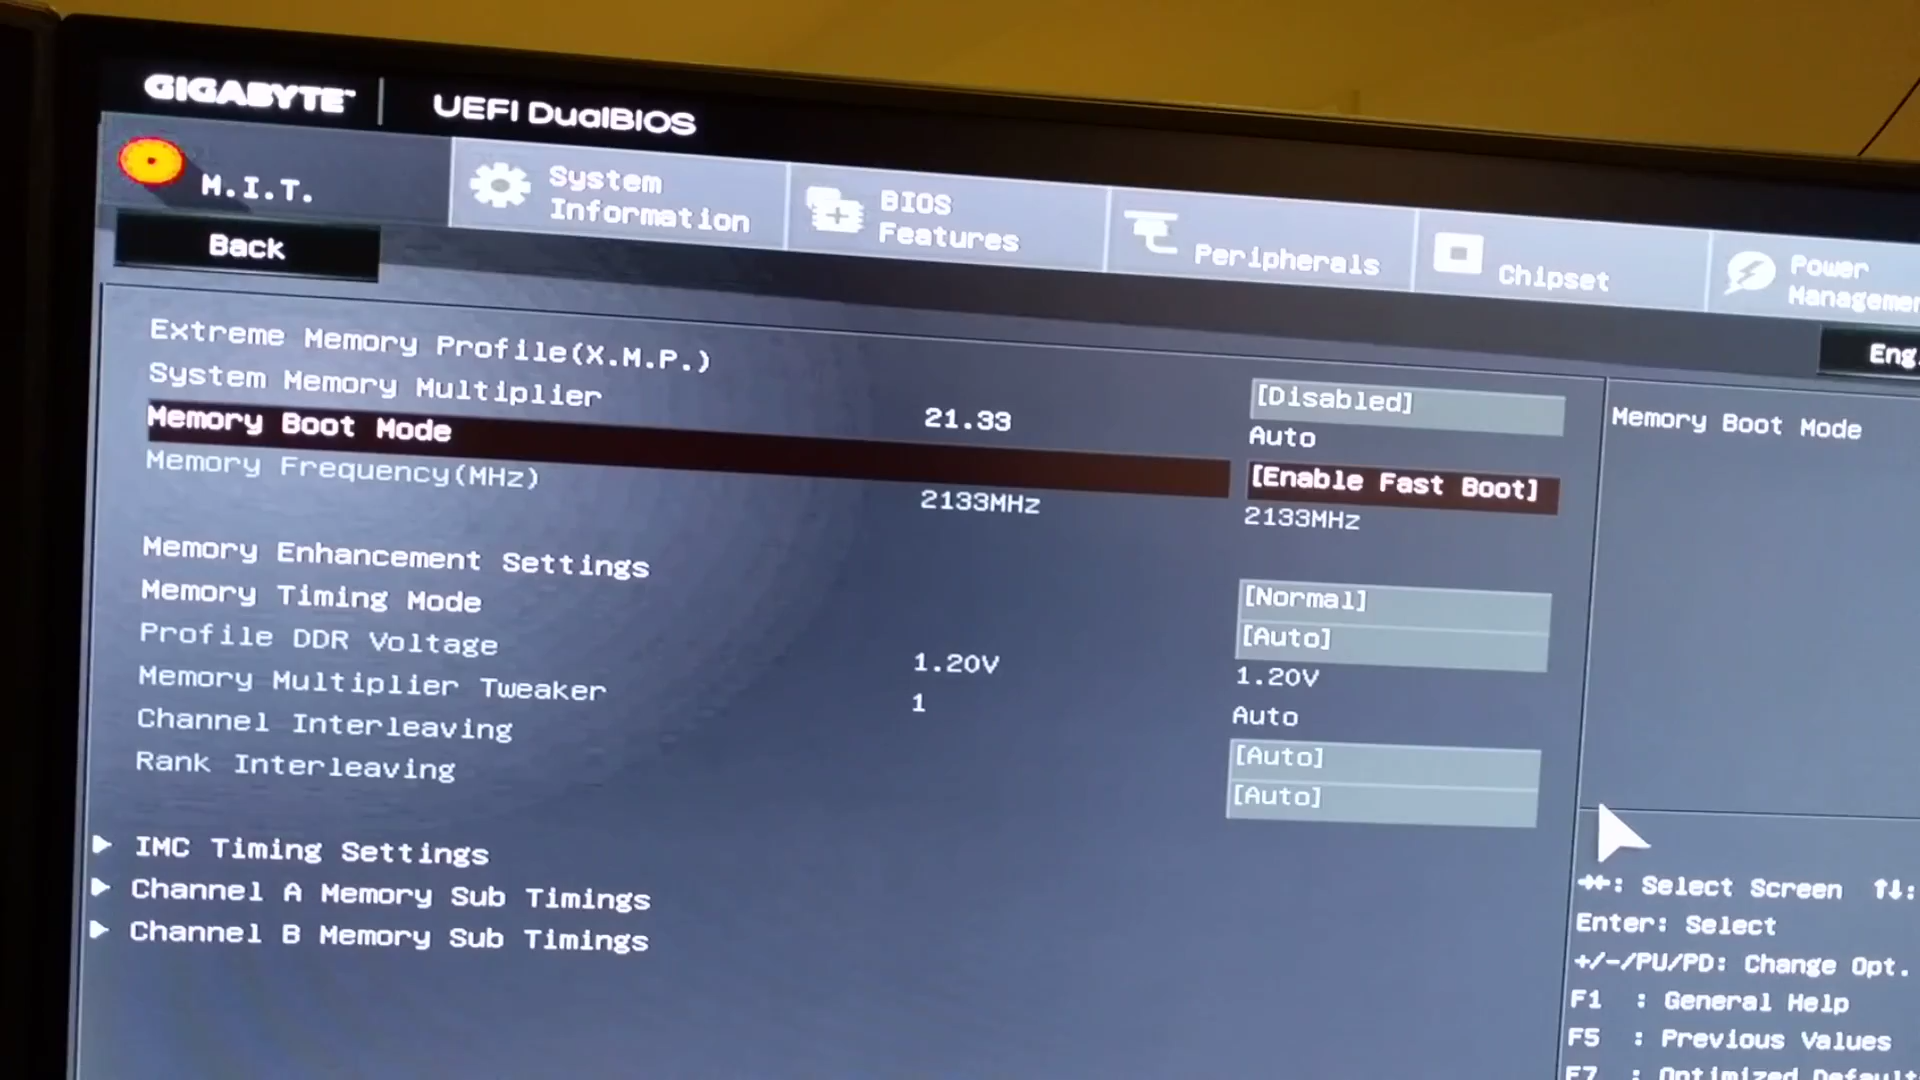 GIGABYTE™ UEFI DualBIOS
M.I.T. System Information BIOS Features Peripherals Chipset Power
Back
Extreme Memory Profile(X.M.P.) [Disabled]
System Memory Multiplier 21.33 Auto
Memory Boot Mode [Enable Fast Boot]
Memory Frequency(MHz) 2133MHz 2133MHz
Memory Enhancement Settings [Normal]
Memory Timing Mode [Auto]
Profile DDR Voltage 1.20V 1.20V
Memory Multiplier Tweaker 1 Auto
Channel Interleaving [Auto]
Rank Interleaving [Auto]
IMC Timing Settings
Channel A Memory Sub Timings
Channel B Memory Sub Timings
Memory Boot Mode
→←: Select Screen ↑↓:
Enter: Select
+/-/PU/PD: Change Opt.
F1 : General Help
F5 : Previous Values
F7 : Optimized